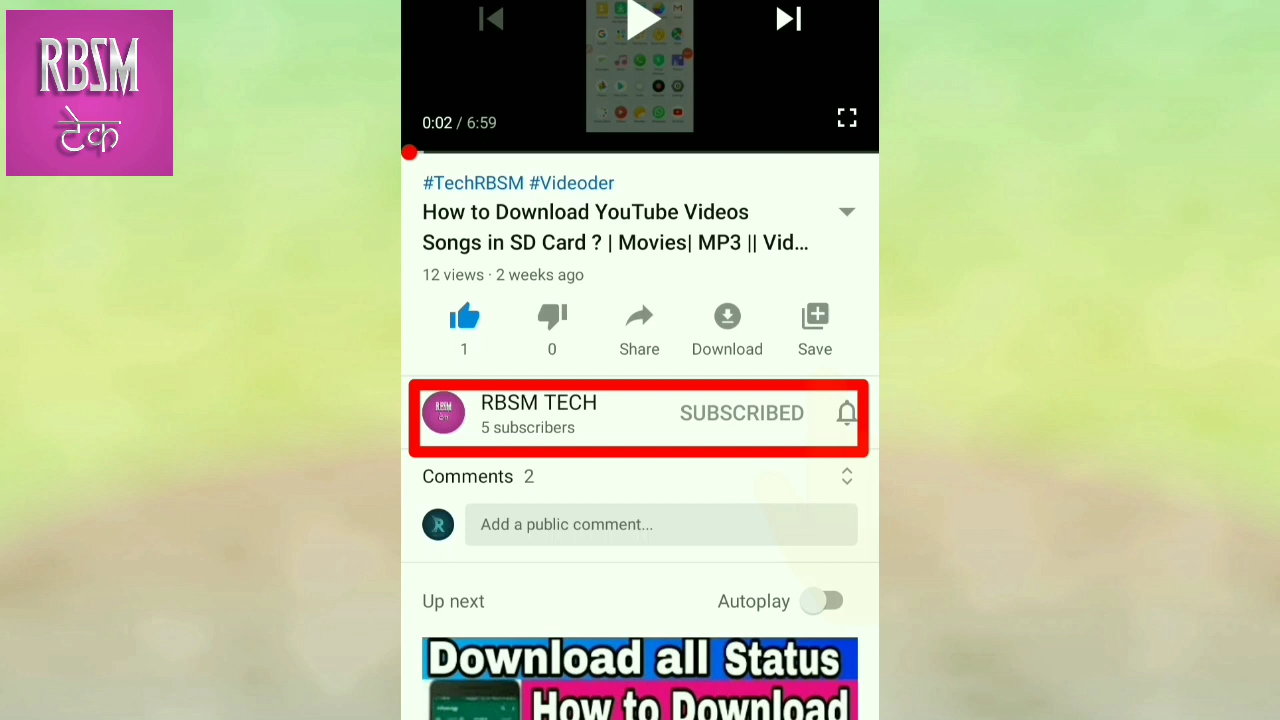 RBSM
टेक
0:02 / 6:59
#TechRBSM #Videoder
How to Download YouTube Videos
Songs in SD Card ? | Movies| MP3 || Vid...
12 views · 2 weeks ago
1
0
Share
Download
Save
RBSM TECH
5 subscribers
SUBSCRIBED
Comments 2
R
Add a public comment...
Up next
Autoplay
Download all Status
How to Download